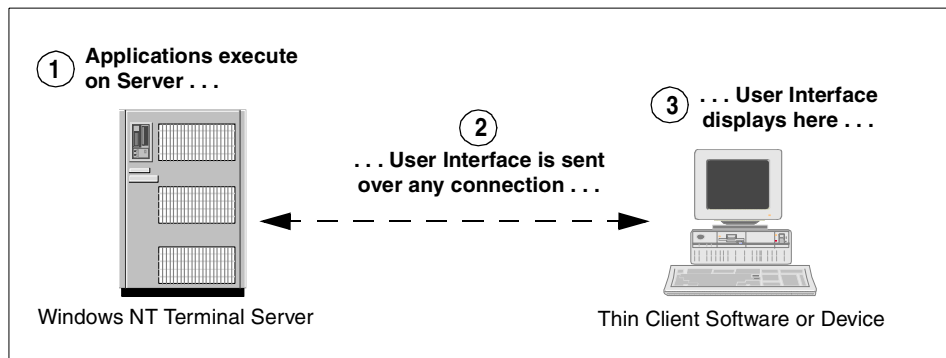 1
Applications execute
on Server . . .
2
. . . User Interface is sent
over any connection . . .
3
. . . User Interface
displays here . . .
Windows NT Terminal Server
Thin Client Software or Device